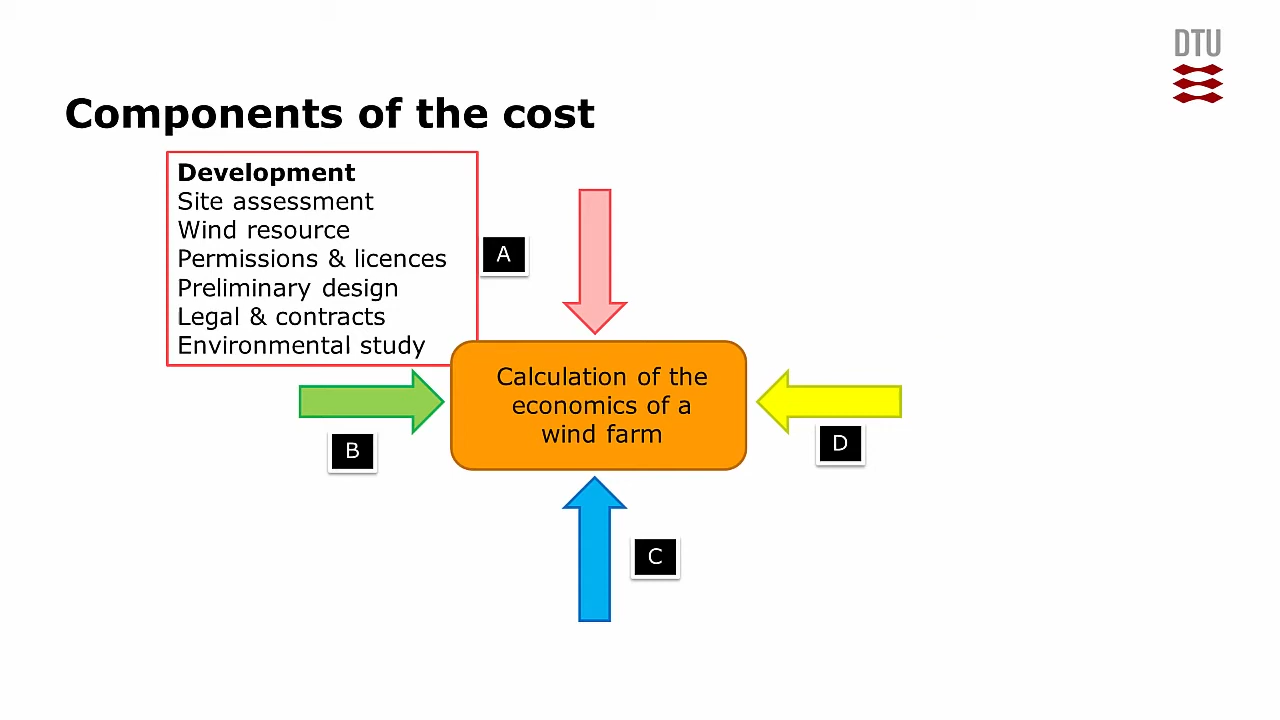 DTU
Components of the cost
Development
Site assessment
Wind resource
Permissions & licences
Preliminary design
Legal & contracts
Environmental study
A
Calculation of the
economics of a
wind farm
B
D
C